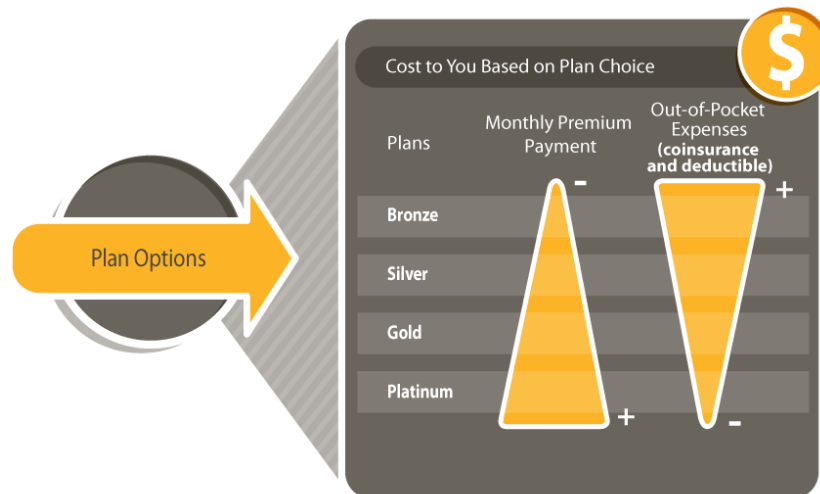 $
Cost to You Based on Plan Choice
Plans
Monthly Premium
Payment
Out-of-Pocket
Expenses
(coinsurance
and deductible)
-
+
Bronze
Silver
Gold
Platinum
+
-
Plan Options